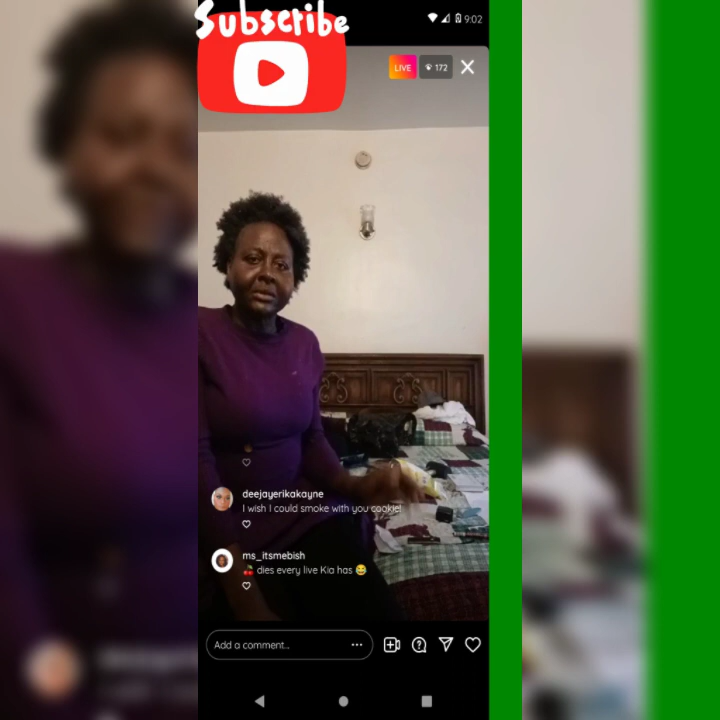 Subscribe
9:02
LIVE
172
deejayerikakayne
I wish I could smoke with you cookie!
ms_itsmebish
🍒 dies every live Kia has 😂
Add a comment..